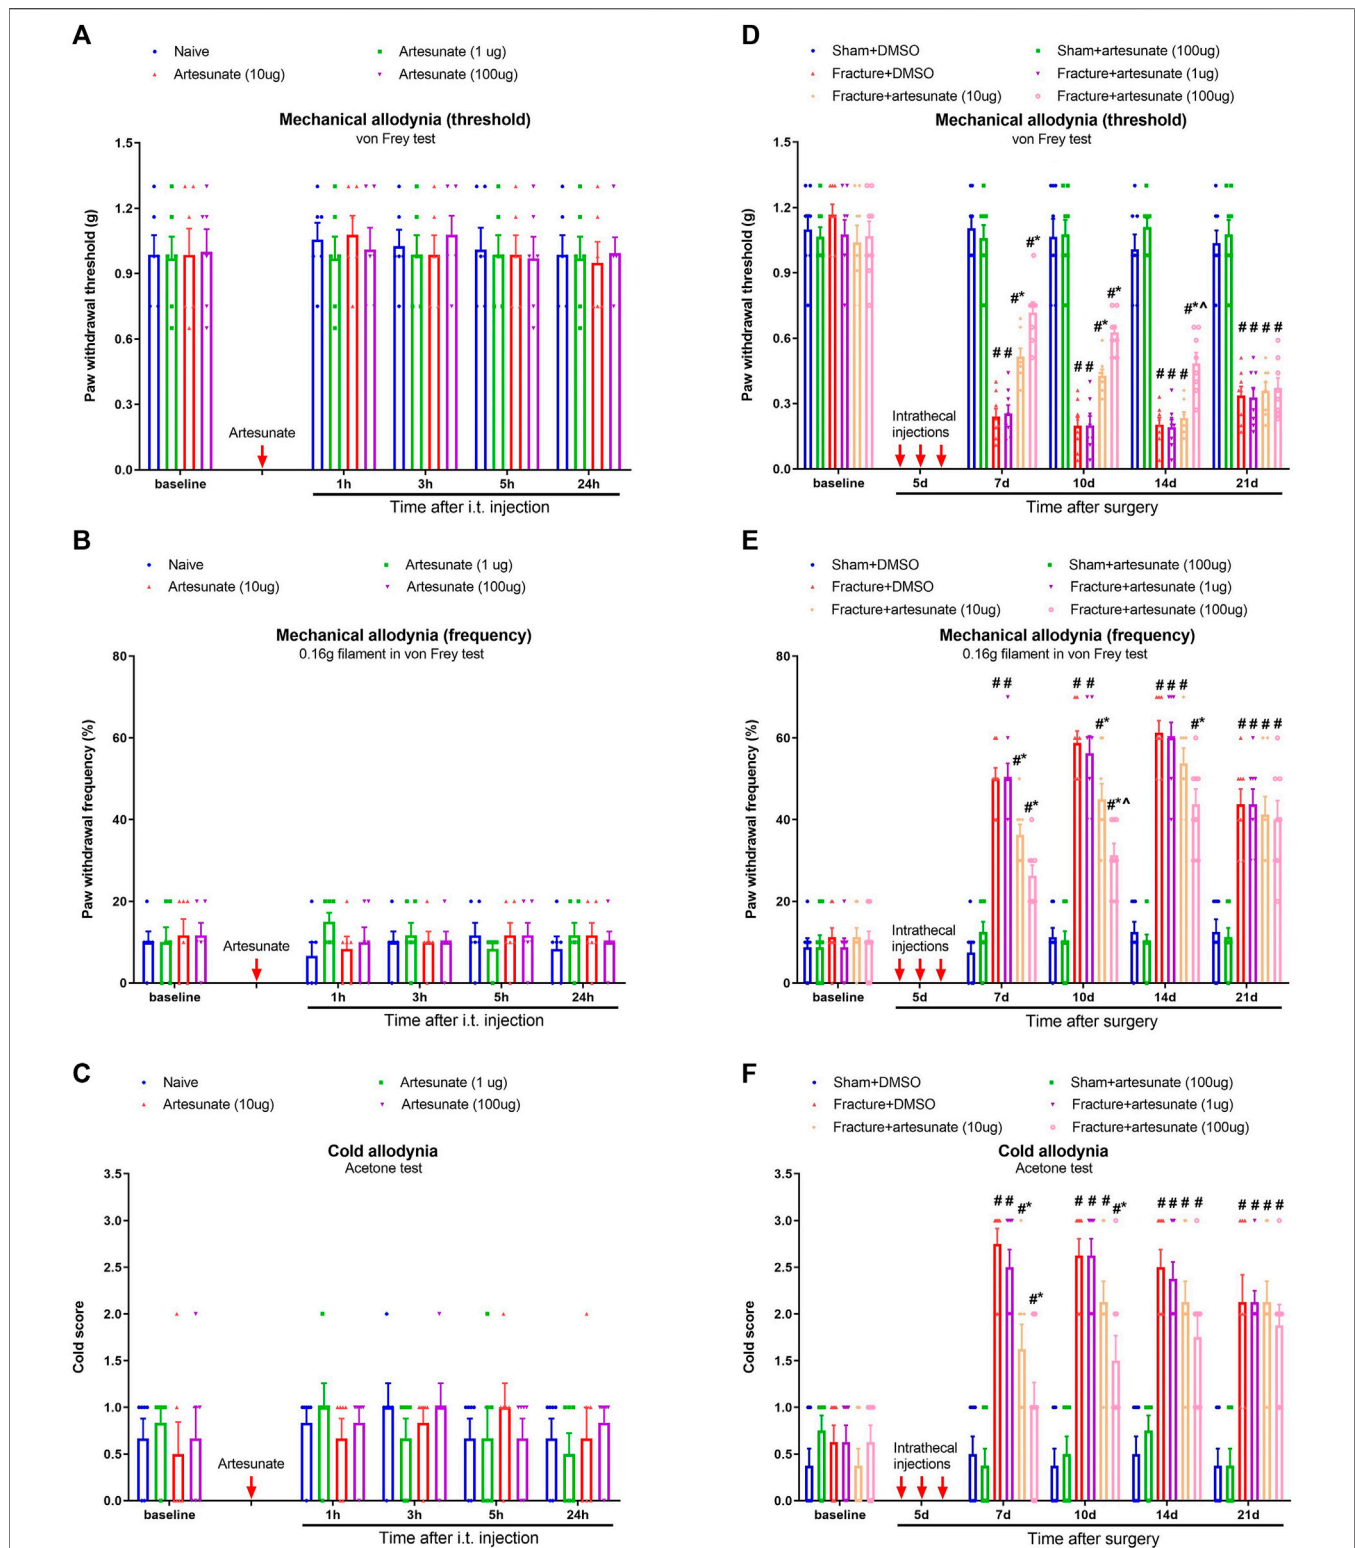 A
Naive
Artesunate (1 ug)
Artesunate (10ug)
Artesunate (100ug)
Mechanical allodynia (threshold)
von Frey test
Paw withdrawal threshold (g)
1.5
1.2
0.9
0.6
0.3
0.0
Artesunate
baseline
1h
3h
5h
24h
Time after i.t. injection
D
Sham+DMSO
Sham+artesunate (100ug)
Fracture+DMSO
Fracture+artesunate (1ug)
Fracture+artesunate (10ug)
Fracture+artesunate (100ug)
Mechanical allodynia (threshold)
von Frey test
Paw withdrawal threshold (g)
1.5
1.2
0.9
0.6
0.3
0.0
Intrathecal
injections
# # #* #*
# # #* #*
# # # #*^
# # # #
baseline
5d
7d
10d
14d
21d
Time after surgery
B
Naive
Artesunate (1 ug)
Artesunate (10ug)
Artesunate (100ug)
Mechanical allodynia (frequency)
0.16g filament in von Frey test
Paw withdrawal frequency (%)
80
60
40
20
0
Artesunate
baseline
1h
3h
5h
24h
Time after i.t. injection
E
Sham+DMSO
Sham+artesunate (100ug)
Fracture+DMSO
Fracture+artesunate (1ug)
Fracture+artesunate (10ug)
Fracture+artesunate (100ug)
Mechanical allodynia (frequency)
0.16g filament in von Frey test
Paw withdrawal frequency (%)
80
60
40
20
0
Intrathecal
injections
# # #* #*
# # #* #*^
# # # #*
# # # #
baseline
5d
7d
10d
14d
21d
Time after surgery
C
Naive
Artesunate (1 ug)
Artesunate (10ug)
Artesunate (100ug)
Cold allodynia
Acetone test
Cold score
3.5
3.0
2.5
2.0
1.5
1.0
0.5
0.0
Artesunate
baseline
1h
3h
5h
24h
Time after i.t. injection
F
Sham+DMSO
Sham+artesunate (100ug)
Fracture+DMSO
Fracture+artesunate (1ug)
Fracture+artesunate (10ug)
Fracture+artesunate (100ug)
Cold allodynia
Acetone test
Cold score
3.5
3.0
2.5
2.0
1.5
1.0
0.5
0.0
Intrathecal
injections
# # #* #*
# # # #*
# # # #
# # # #
baseline
5d
7d
10d
14d
21d
Time after surgery